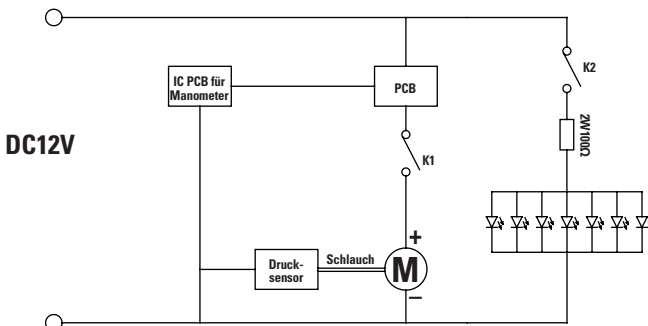 IC PCB für
Manometer
PCB
K2
2W100Ω
DC12V
K1
+
Druck-
sensor
Schlauch
M
–